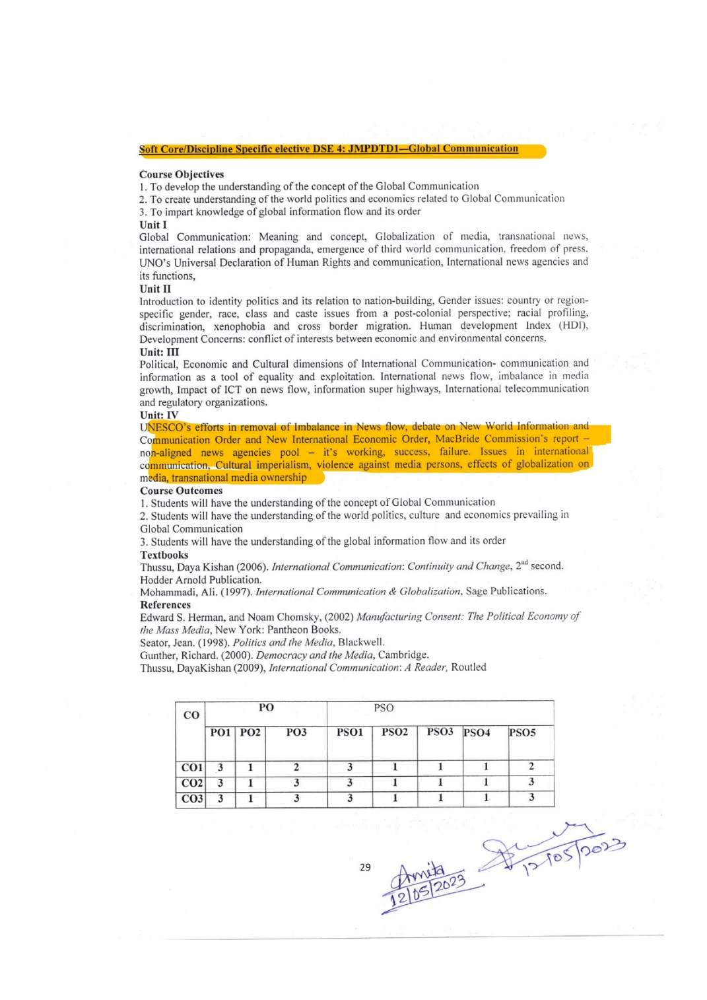 Soft Core/Discipline Specific elective DSE 4: JMPDTD1—Global Communication
Course Objectives
1. To develop the understanding of the concept of the Global Communication
2. To create understanding of the world politics and economics related to Global Communication
3. To impart knowledge of global information flow and its order
Unit I
Global Communication: Meaning and concept, Globalization of media, transnational news,
international relations and propaganda, emergence of third world communication, freedom of press.
UNO's Universal Declaration of Human Rights and communication, International news agencies and
its functions,
Unit II
Introduction to identity politics and its relation to nation-building, Gender issues: country or region-
specific gender, race, class and caste issues from a post-colonial perspective; racial profiling,
discrimination, xenophobia and cross border migration. Human development Index (HDI),
Development Concerns: conflict of interests between economic and environmental concerns.
Unit: III
Political, Economic and Cultural dimensions of International Communication- communication and
information as a tool of equality and exploitation. International news flow, imbalance in media
growth, Impact of ICT on news flow, information super highways, International telecommunication
and regulatory organizations.
Unit: IV
UNESCO's efforts in removal of Imbalance in News flow, debate on New World Information and
Communication Order and New International Economic Order, MacBride Commission's report –
non-aligned news agencies pool – it's working, success, failure. Issues in international
communication, Cultural imperialism, violence against media persons, effects of globalization on
media, transnational media ownership
Course Outcomes
1. Students will have the understanding of the concept of Global Communication
2. Students will have the understanding of the world politics, culture and economics prevailing in
Global Communication
3. Students will have the understanding of the global information flow and its order
Textbooks
Thussu, Daya Kishan (2006). International Communication: Continuity and Change, 2nd second.
Hodder Arnold Publication.
Mohammadi, Ali. (1997). International Communication & Globalization, Sage Publications.
References
Edward S. Herman, and Noam Chomsky, (2002) Manufacturing Consent: The Political Economy of
the Mass Media, New York: Pantheon Books.
Seator, Jean. (1998). Politics and the Media, Blackwell.
Gunther, Richard. (2000). Democracy and the Media, Cambridge.
Thussu, DayaKishan (2009), International Communication: A Reader, Routled
CO PO PSO
PO1 PO2 PO3 PSO1 PSO2 PSO3 PSO4 PSO5
CO1 3 1 2 3 1 1 1 2
CO2 3 1 3 3 1 1 1 3
CO3 3 1 3 3 1 1 1 3
29
Amita
12/05/2023
12/05/2023